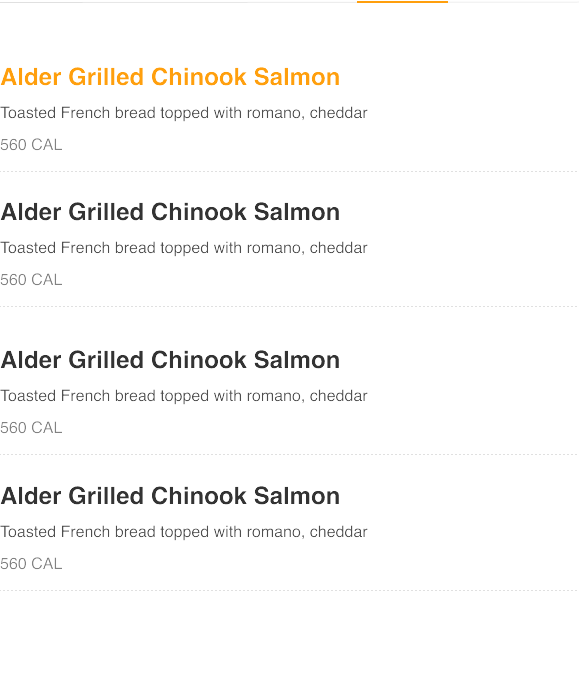 Alder Grilled Chinook Salmon
Toasted French bread topped with romano, cheddar
560 CAL
Alder Grilled Chinook Salmon
Toasted French bread topped with romano, cheddar
560 CAL
Alder Grilled Chinook Salmon
Toasted French bread topped with romano, cheddar
560 CAL
Alder Grilled Chinook Salmon
Toasted French bread topped with romano, cheddar
560 CAL